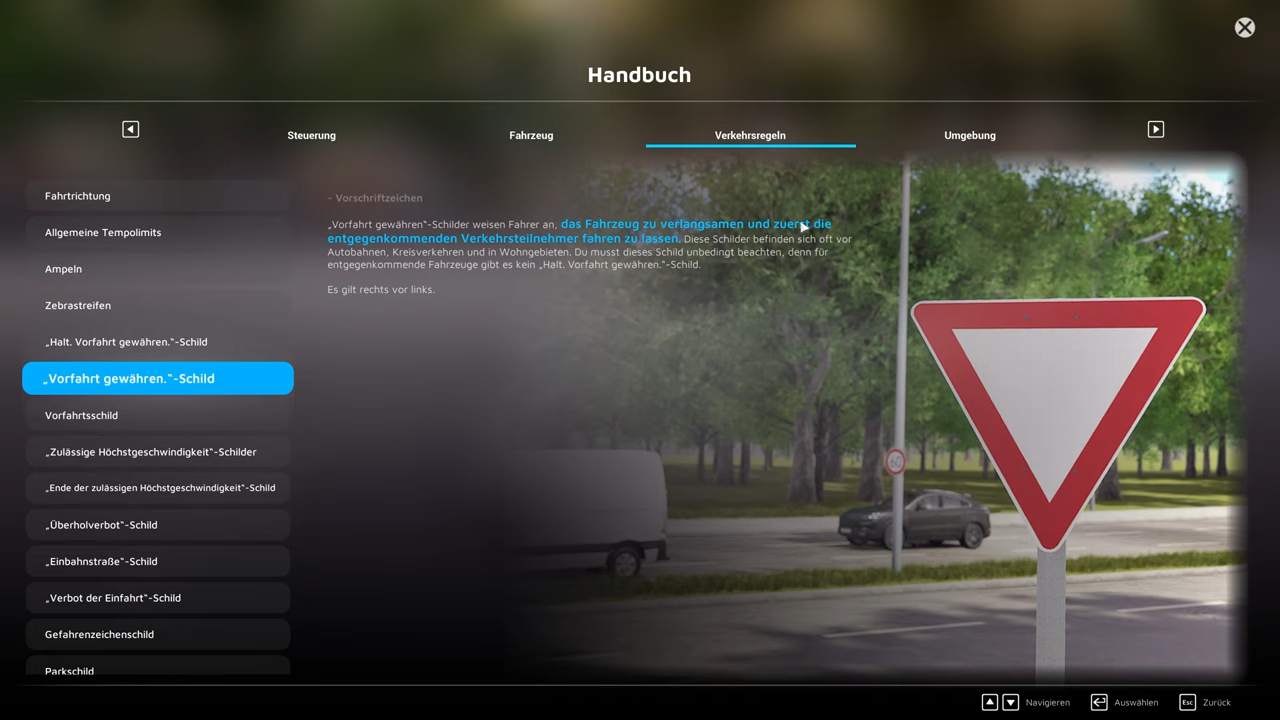 Handbuch
Steuerung
Fahrzeug
Verkehrsregeln
Umgebung
Fahrtrichtung
Allgemeine Tempolimits
Ampeln
Zebrastreifen
„Halt. Vorfahrt gewähren.“-Schild
„Vorfahrt gewähren.“-Schild
Vorfahrtsschild
„Zulässige Höchstgeschwindigkeit“-Schilder
„Ende der zulässigen Höchstgeschwindigkeit“-Schild
„Überholverbot“-Schild
„Einbahnstraße“-Schild
„Verbot der Einfahrt“-Schild
Gefahrenzeichenschild
Parkschild
- Vorschriftzeichen
„Vorfahrt gewähren“-Schilder weisen Fahrer an, das Fahrzeug zu verlangsamen und zuerst die
entgegenkommenden Verkehrsteilnehmer fahren zu lassen. Diese Schilder befinden sich oft vor
Autobahnen, Kreisverkehren und in Wohngebieten. Du musst dieses Schild unbedingt beachten, denn für
entgegenkommende Fahrzeuge gibt es kein „Halt. Vorfahrt gewähren.“-Schild.
Es gilt rechts vor links.
Navigieren
Auswählen
Esc Zurück